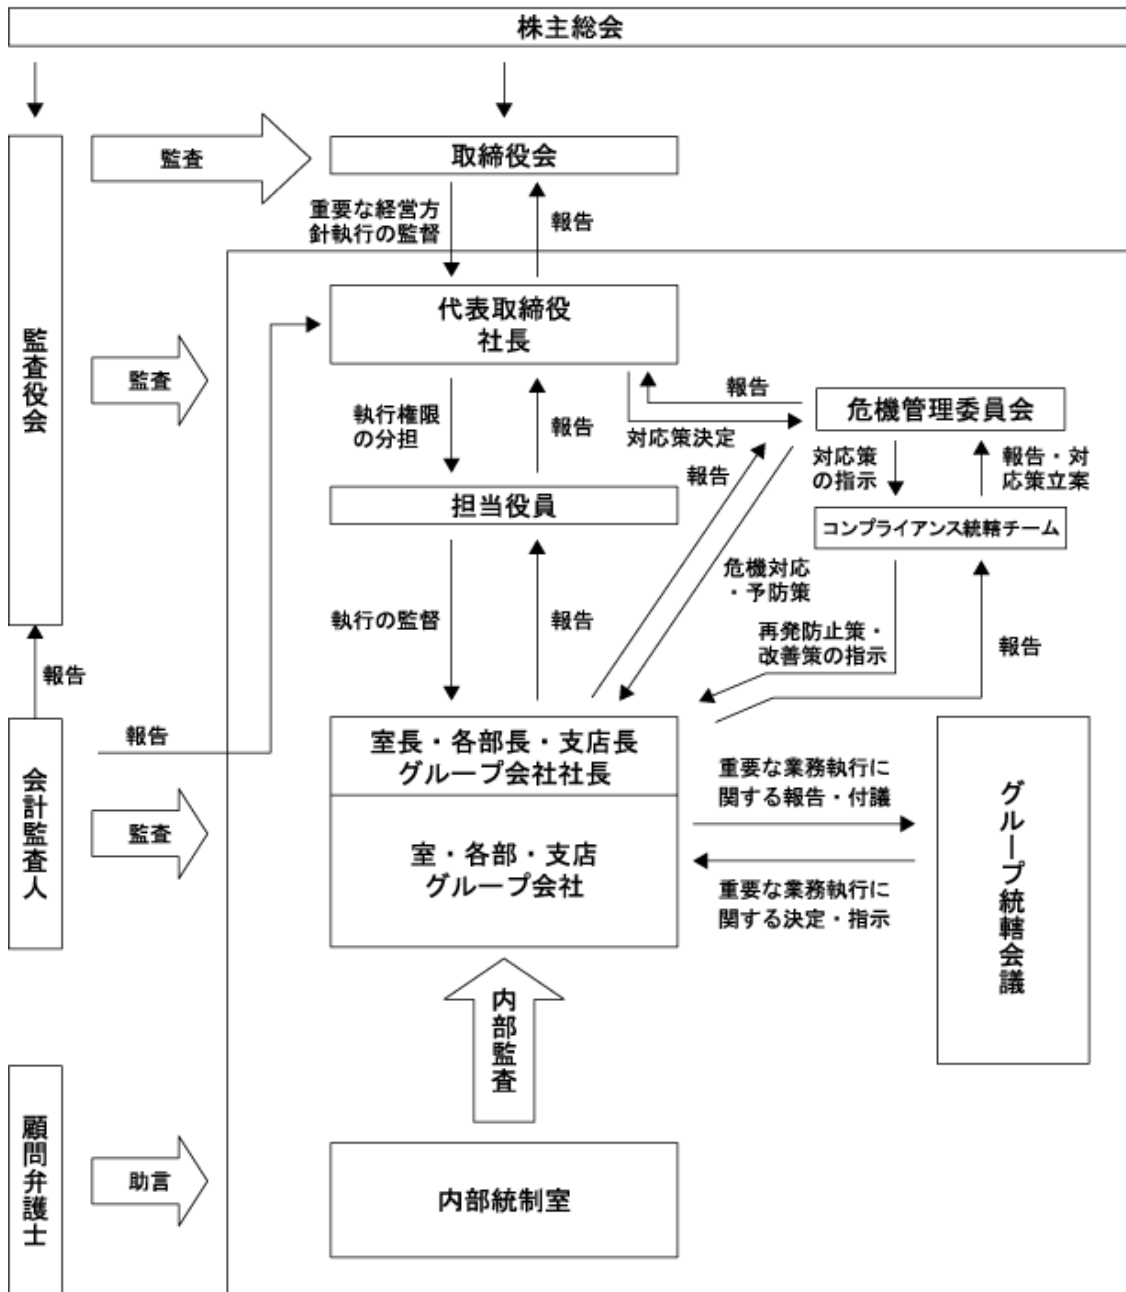 株主総会
監査
取締役会
重要な経営方
針執行の監督
報告
監査役会
代表取締役
社長
監査
執行権限
の分担
報告
報告
対応策決定
危機管理委員会
対応策
の指示
報告・対
応策立案
報告
担当役員
コンプライアンス統轄チーム
危機対応
・予防策
執行の監督
報告
再発防止策・
改善策の指示
報告
報告
会計監査人
報告
監査
室長・各部長・支店長
グループ会社社長
室・各部・支店
グループ会社
重要な業務執行に
関する報告・付議
重要な業務執行に
関する決定・指示
グループ統轄会議
内部監査
顧問弁護士
助言
内部統制室